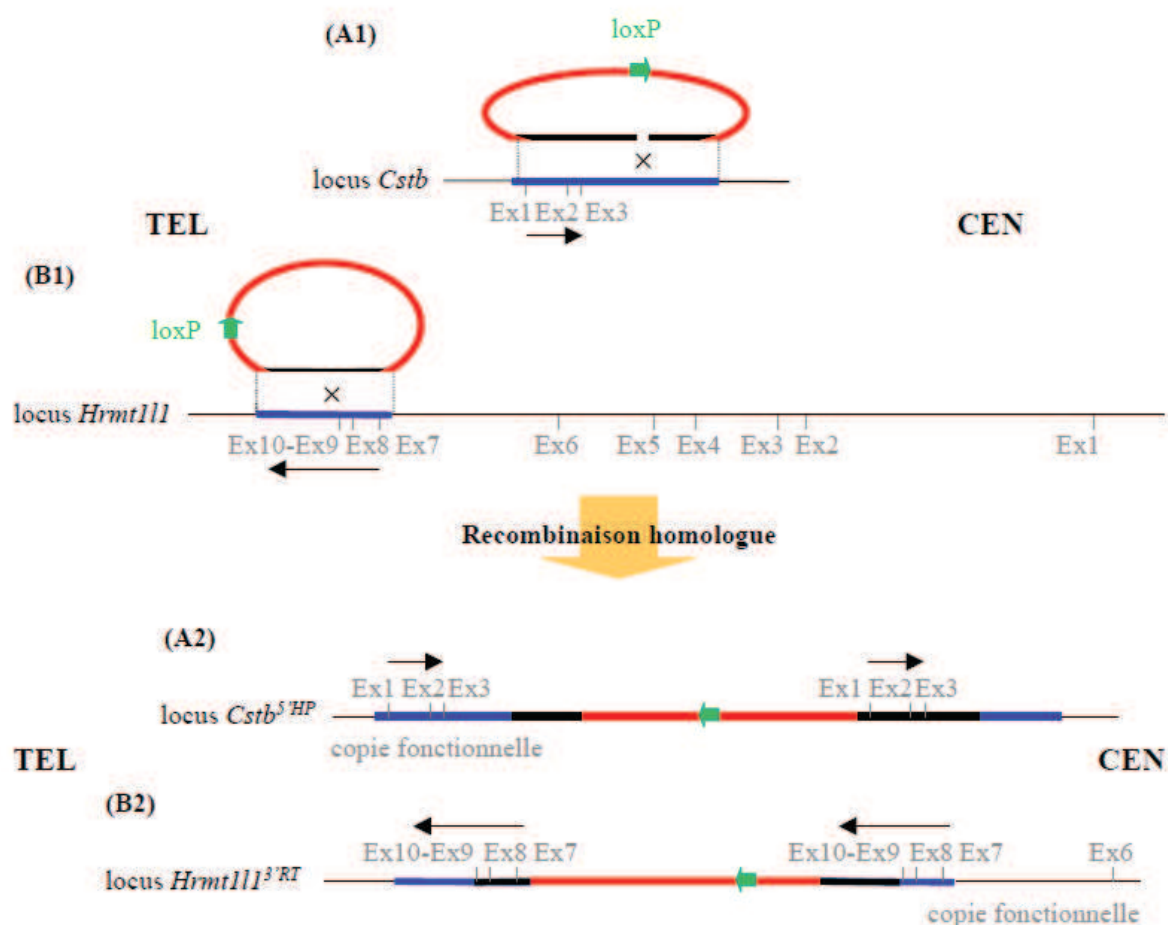 (A1)
loxP
locus Cstb
Ex1 Ex2 Ex3
TEL CEN
(B1)
loxP
locus Hrmt1l1
Ex10-Ex9 Ex8 Ex7 Ex6 Ex5 Ex4 Ex3 Ex2 Ex1
Recombinaison homologue
(A2)
Ex1 Ex2 Ex3 Ex1 Ex2 Ex3
locus Cstb5'HP
copie fonctionnelle
TEL CEN
(B2)
Ex10-Ex9 Ex8 Ex7 Ex10-Ex9 Ex8 Ex7 Ex6
locus Hrmt1l13'RT
copie fonctionnelle